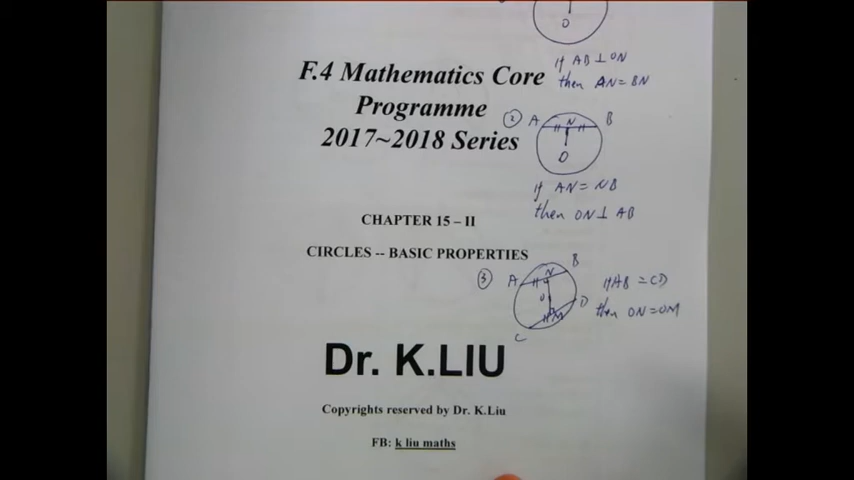 O
if AB ⊥ ON
then AN = BN
F.4 Mathematics Core
Programme
2017~2018 Series
② A N B
O
if AN = NB
then ON ⊥ AB
CHAPTER 15 – II
CIRCLES -- BASIC PROPERTIES
③ A N B
O D
M
C
if AB = CD
then ON = OM
Dr. K.LIU
Copyrights reserved by Dr. K.Liu
FB: k liu maths